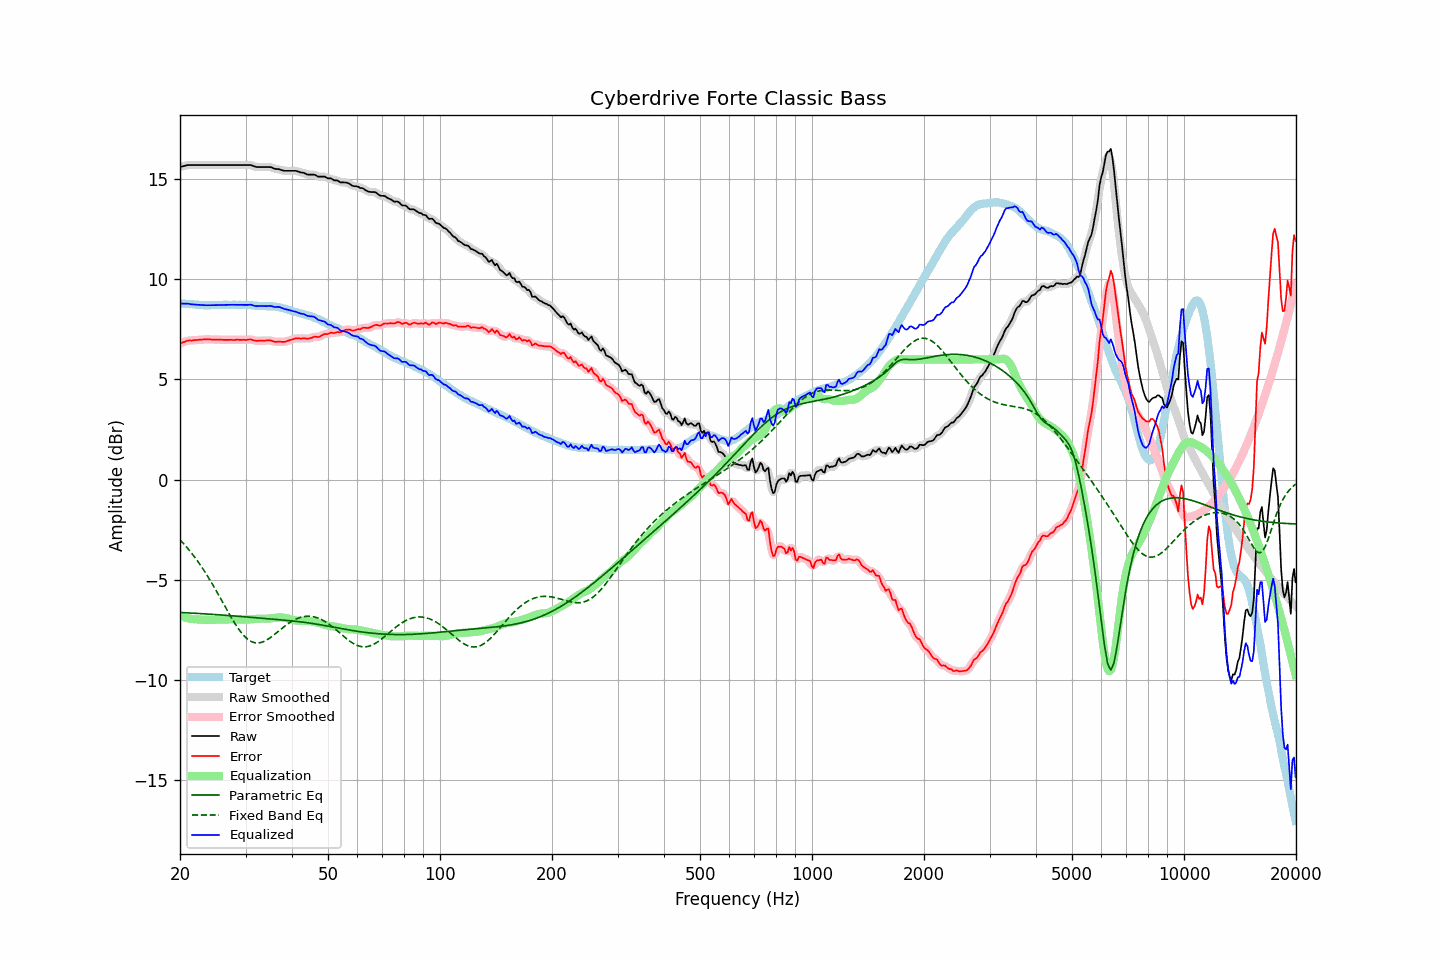 Cyberdrive Forte Classic Bass
15
10
5
0
−5
−10
−15
Amplitude (dBr)
Target
Raw Smoothed
Error Smoothed
Raw
Error
Equalization
Parametric Eq
Fixed Band Eq
Equalized
20 50 100 200 500 1000 2000 5000 10000 20000
Frequency (Hz)